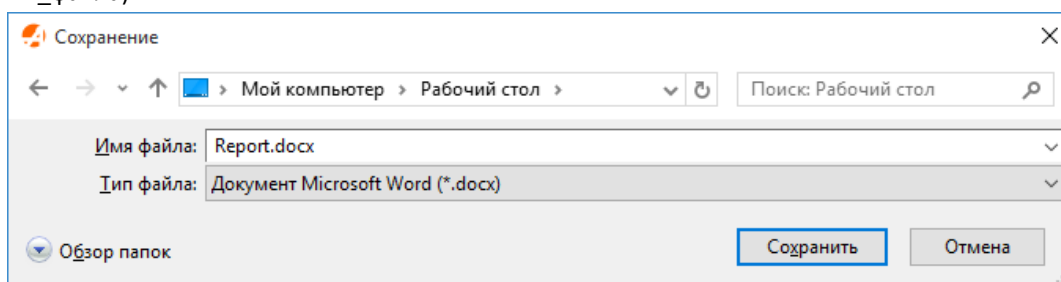 Сохранение
Мой компьютер > Рабочий стол >
Поиск: Рабочий стол
Имя файла: Report.docx
Тип файла: Документ Microsoft Word (*.docx)
Обзор папок
Сохранить
Отмена